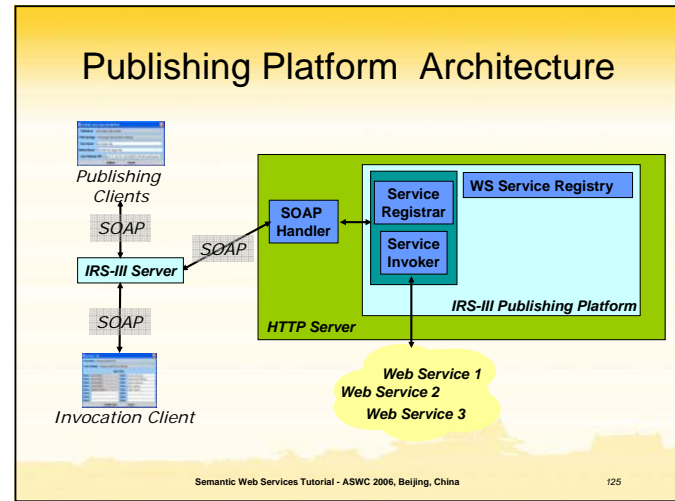 Publishing Platform Architecture
Publishing
Clients
SOAP
IRS-III Server
SOAP
SOAP
Invocation Client
SOAP
Handler
Service
Registrar
Service
Invoker
WS Service Registry
IRS-III Publishing Platform
HTTP Server
Web Service 1
Web Service 2
Web Service 3
Semantic Web Services Tutorial - ASWC 2006, Beijing, China
125